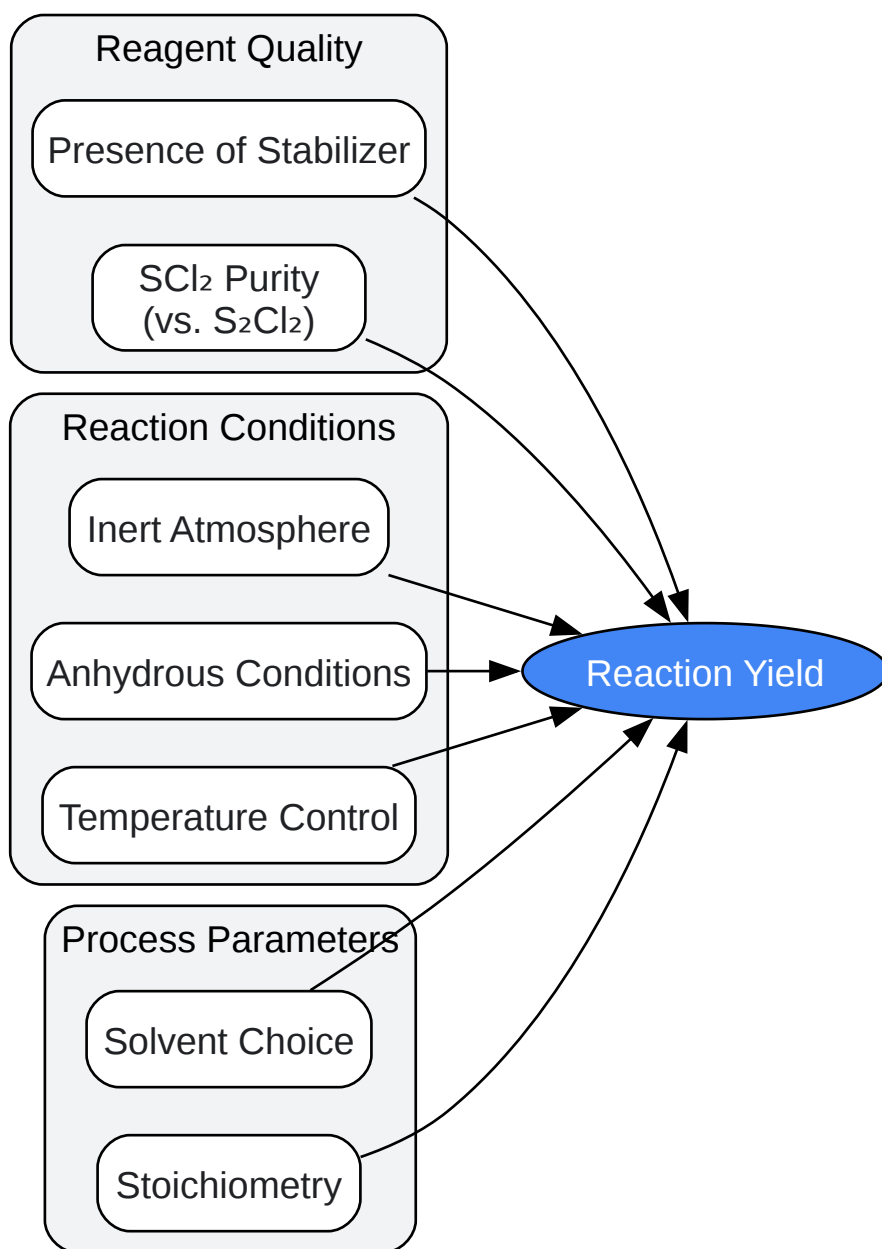 Reagent Quality
Presence of Stabilizer
SCl₂ Purity
(vs. S₂Cl₂)
Reaction Conditions
Inert Atmosphere
Anhydrous Conditions
Reaction Yield
Temperature Control
Process Parameters
Solvent Choice
Stoichiometry